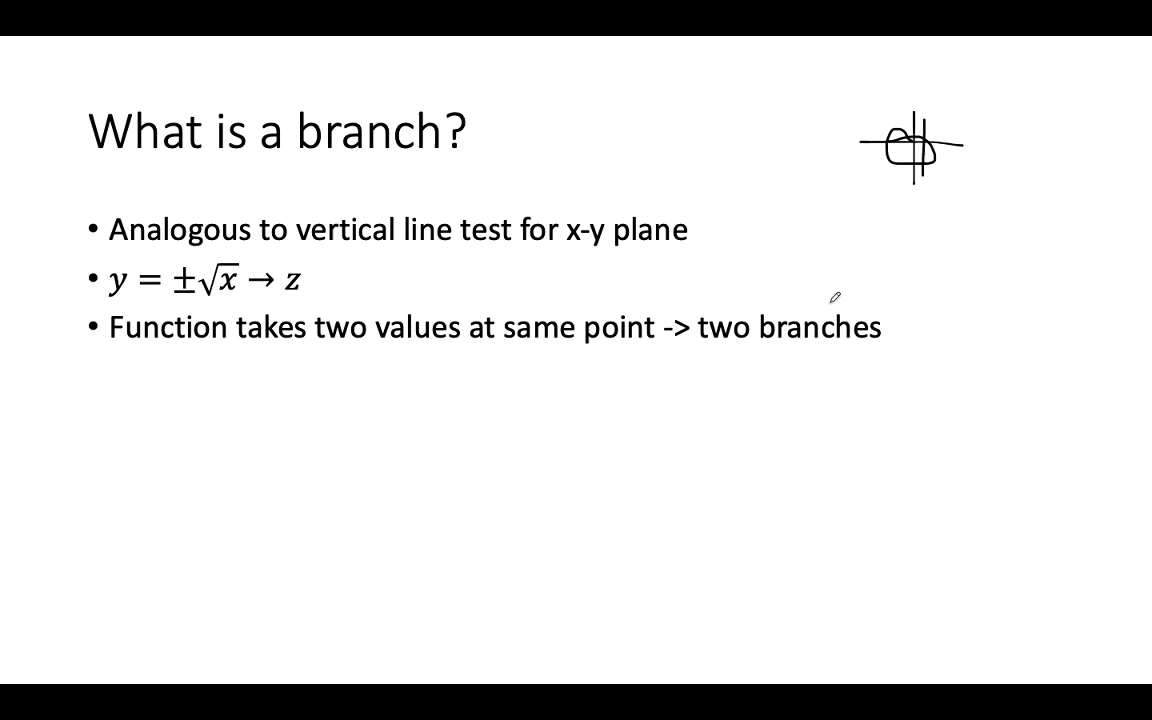 What is a branch?
• Analogous to vertical line test for x-y plane
• y = ±√x → z
• Function takes two values at same point -> two branches